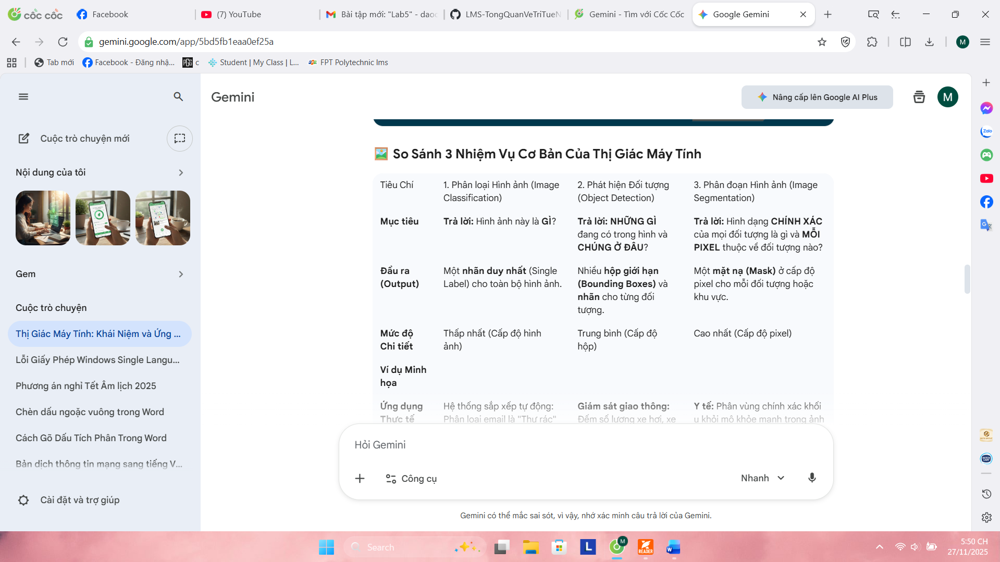 cốc cốc
Facebook
(7) YouTube
Bài tập mới: "Lab5" - daoc
LMS-TongQuanVeTriTueN
Gemini - Tìm với Cốc Cốc
Google Gemini
gemini.google.com/app/5bd5fb1eaa0ef25a
M
Tab mới
Facebook - Đăng nhậ...
PGG c
Student | My Class | L...
FPT Polytechnic lms
Gemini
Nâng cấp lên Google AI Plus
M
Cuộc trò chuyện mới
Nội dung của tôi
Gem
Cuộc trò chuyện
Thị Giác Máy Tính: Khái Niệm và Ứng ...
Lỗi Giấy Phép Windows Single Langu...
Phương án nghỉ Tết Âm lịch 2025
Chèn dấu ngoặc vuông trong Word
Cách Gõ Dấu Tích Phân Trong Word
Bản dịch thông tin mạng sang tiếng V...
Cài đặt và trợ giúp
So Sánh 3 Nhiệm Vụ Cơ Bản Của Thị Giác Máy Tính
Tiêu Chí
1. Phân loại Hình ảnh (Image
Classification)
2. Phát hiện Đối tượng
(Object Detection)
3. Phân đoạn Hình ảnh (Image
Segmentation)
Mục tiêu
Trả lời: Hình ảnh này là GÌ?
Trả lời: NHỮNG GÌ
đang có trong hình và
CHÚNG Ở ĐÂU?
Trả lời: Hình dạng CHÍNH XÁC
của mọi đối tượng là gì và MỖI
PIXEL thuộc về đối tượng nào?
Đầu ra
(Output)
Một nhãn duy nhất (Single
Label) cho toàn bộ hình ảnh.
Nhiều hộp giới hạn
(Bounding Boxes) và
nhãn cho từng đối
tượng.
Một mặt nạ (Mask) ở cấp độ
pixel cho mỗi đối tượng hoặc
khu vực.
Mức độ
Chi tiết
Thấp nhất (Cấp độ hình
ảnh)
Trung bình (Cấp độ
hộp)
Cao nhất (Cấp độ pixel)
Ví dụ Minh
họa
Ứng dụng
Thực tế
Hệ thống sắp xếp tự động:
Phân loại email là "Thư rác"
Giám sát giao thông:
Đếm số lượng xe hơi, xe
Y tế: Phân vùng chính xác khối
u khỏi mô khỏe mạnh trong ảnh
Hỏi Gemini
Công cụ
Nhanh
Gemini có thể mắc sai sót, vì vậy, nhớ xác minh câu trả lời của Gemini.
Zalo
Search
L
M
READER
W
5:50 CH
27/11/2025